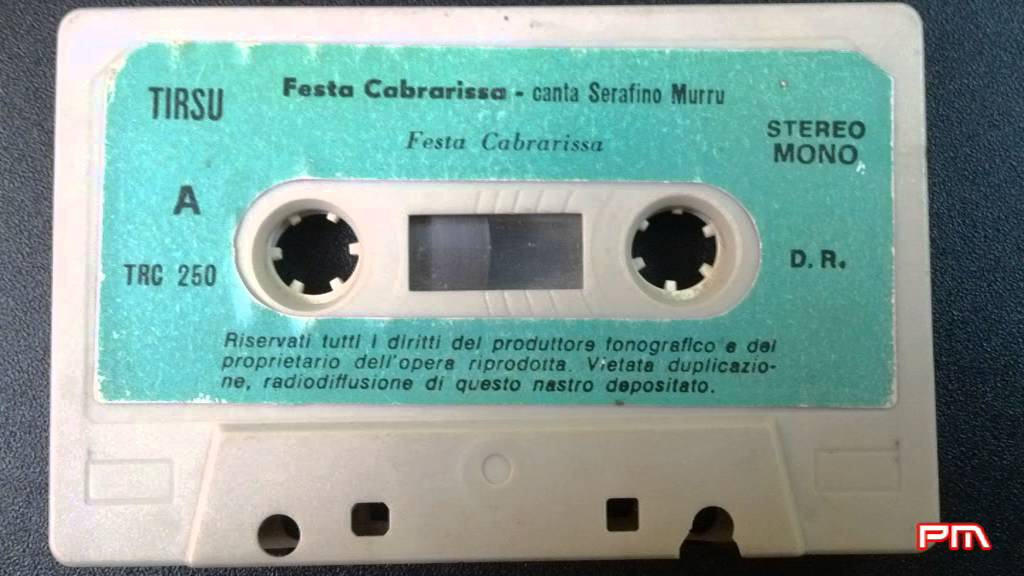 TIRSU
Festa Cabrarissa - canta Serafino Murru
Festa Cabrarissa
STEREO
MONO
A
TRC 250
D. R.
Riservati tutti i diritti del produttore fonografico e del
proprietario dell'opera riprodotta. Vietata duplicazio-
ne, radiodiffusione di questo nastro depositato.
PM